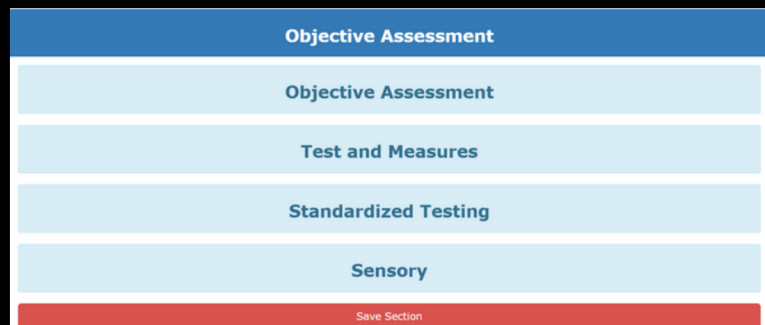 Objective Assessment
Objective Assessment
Test and Measures
Standardized Testing
Sensory
Save Section